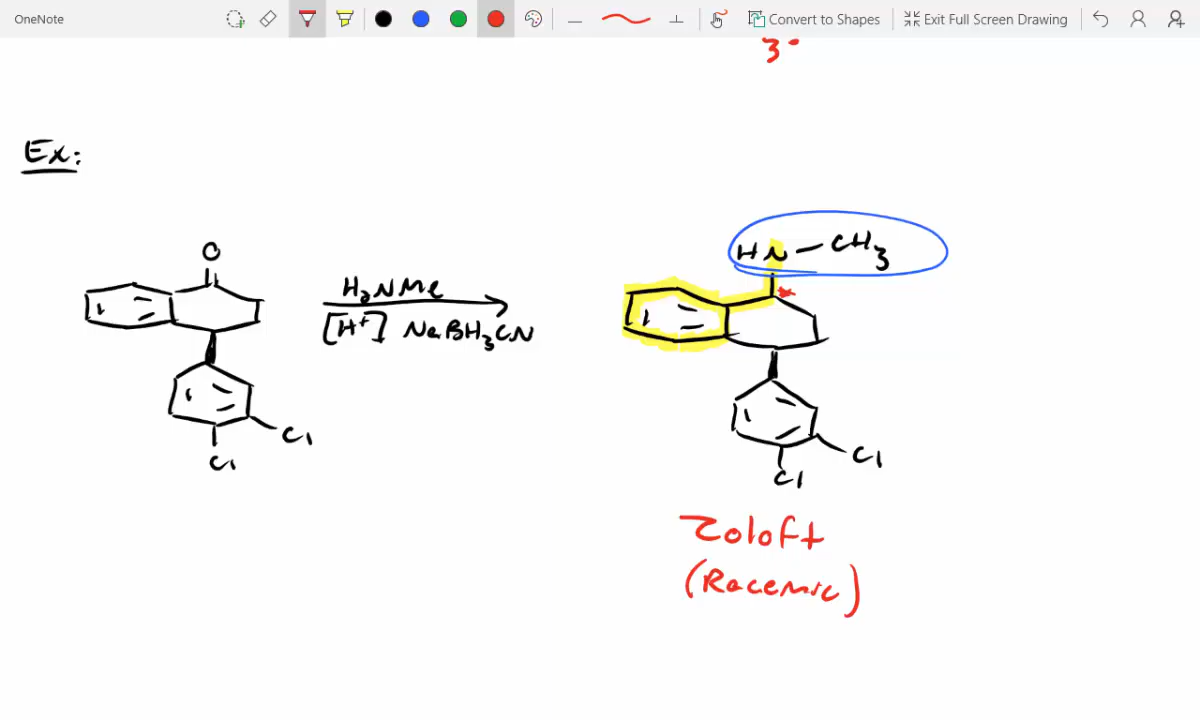 OneNote
Convert to Shapes
Exit Full Screen Drawing
3°
Ex:
O
H₂NMe
[H⁺] NaBH₃CN
Cl
Cl
HN-CH₃
Cl
Cl
Zoloft
(Racemic)